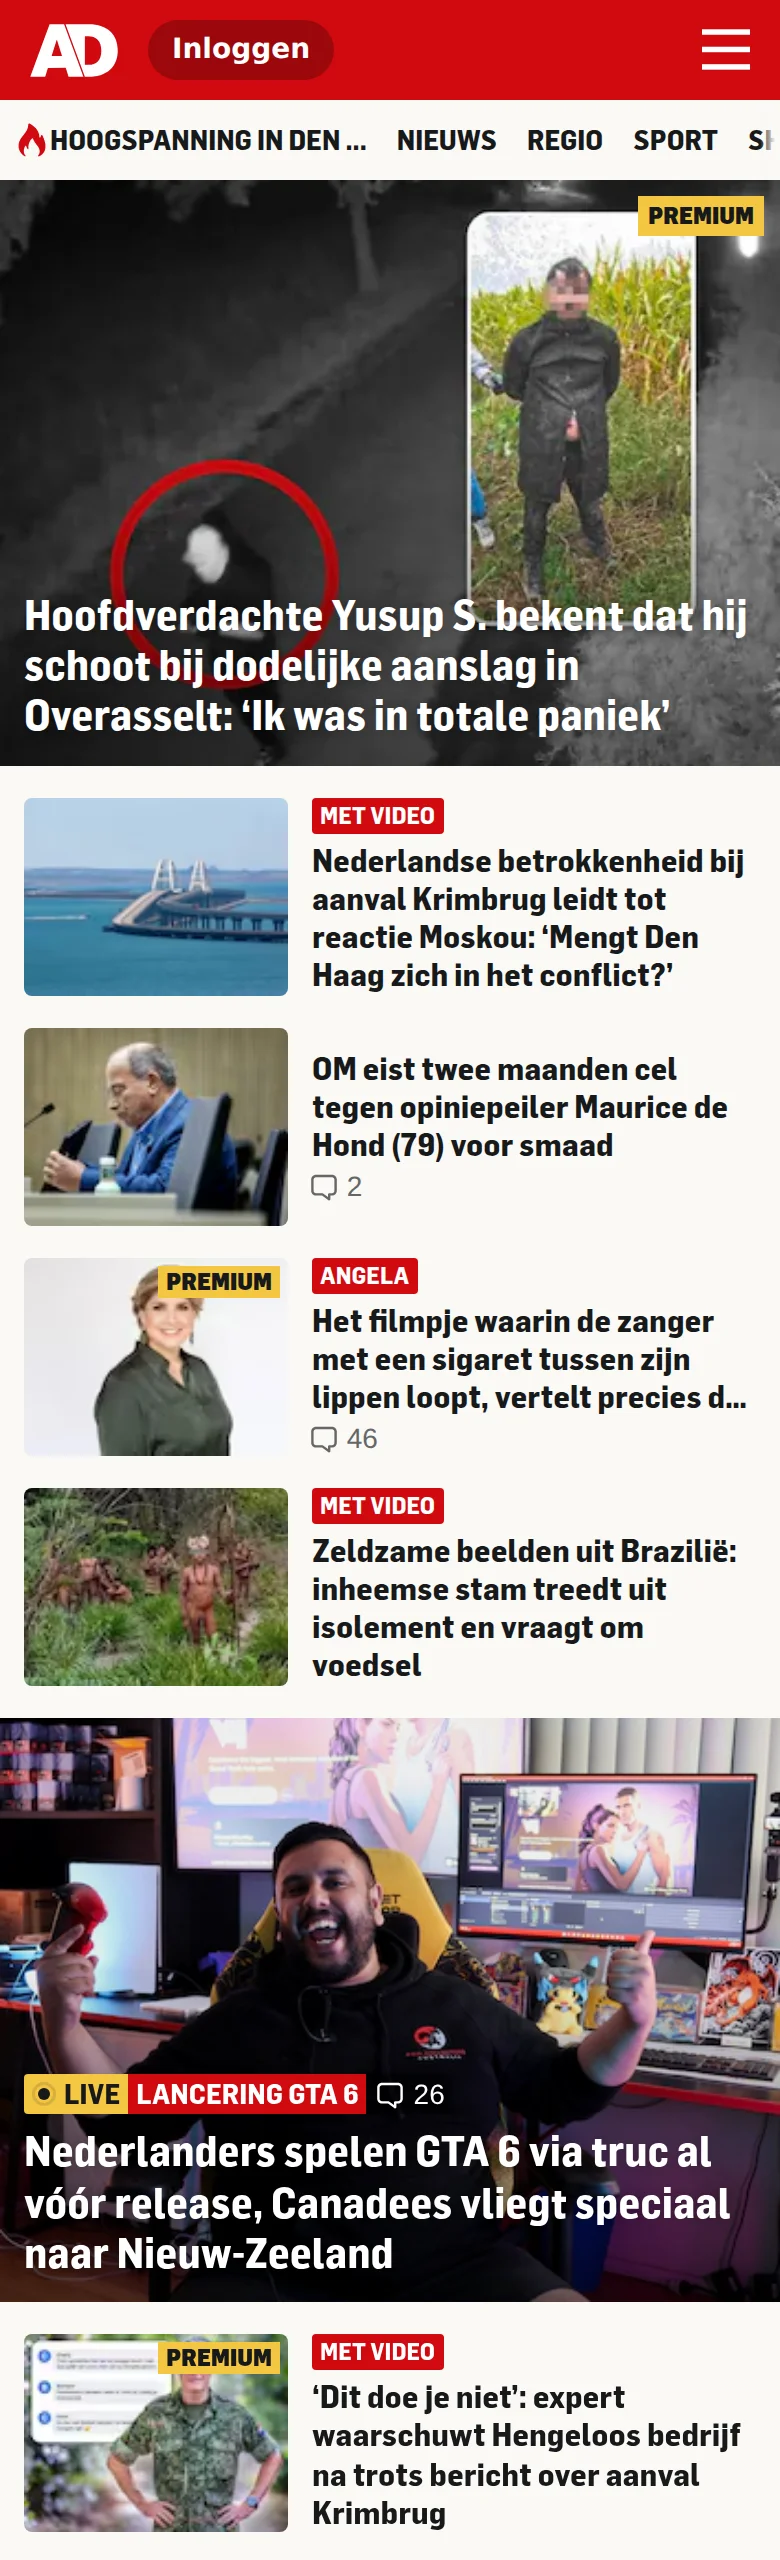 AD
Inloggen
HOOGSPANNING IN DEN ...
NIEUWS
REGIO
SPORT
PREMIUM
Hoofdverdachte Yusup S. bekent dat hij
schoot bij dodelijke aanslag in
Overasselt: ‘Ik was in totale paniek’
MET VIDEO
Nederlandse betrokkenheid bij
aanval Krimbrug leidt tot
reactie Moskou: ‘Mengt Den
Haag zich in het conflict?’
OM eist twee maanden cel
tegen opiniepeiler Maurice de
Hond (79) voor smaad
2
PREMIUM
ANGELA
Het filmpje waarin de zanger
met een sigaret tussen zijn
lippen loopt, vertelt precies d...
46
MET VIDEO
Zeldzame beelden uit Brazilië:
inheemse stam treedt uit
isolement en vraagt om
voedsel
LIVE LANCERING GTA 6 26
Nederlanders spelen GTA 6 via truc al
vóór release, Canadees vliegt speciaal
naar Nieuw-Zeeland
PREMIUM
MET VIDEO
‘Dit doe je niet’: expert
waarschuwt Hengeloos bedrijf
na trots bericht over aanval
Krimbrug